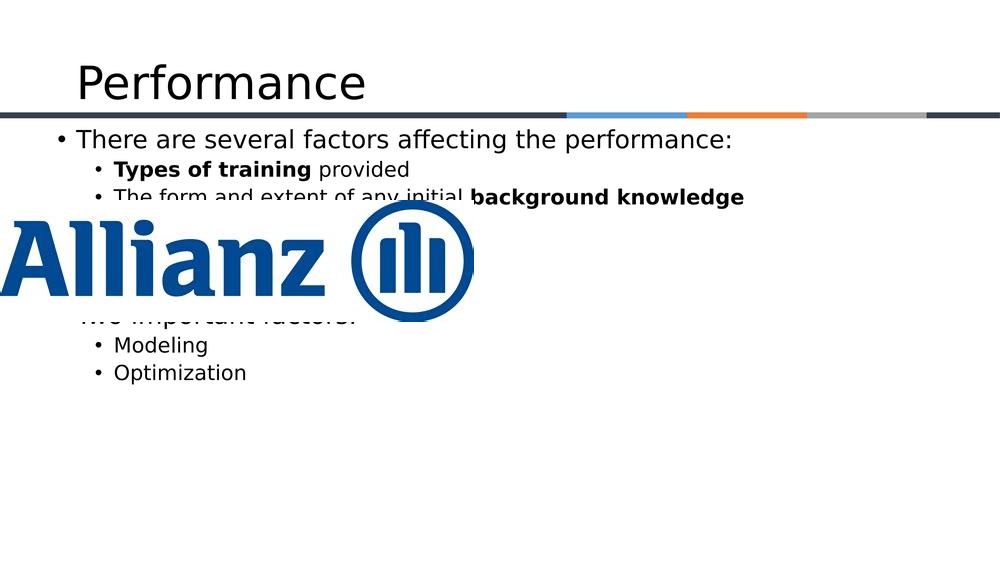 Performance
• There are several factors affecting the performance:
• Types of training provided
• The form and extent of any initial background knowledge
Allianz
Two important factors:
• Modeling
• Optimization